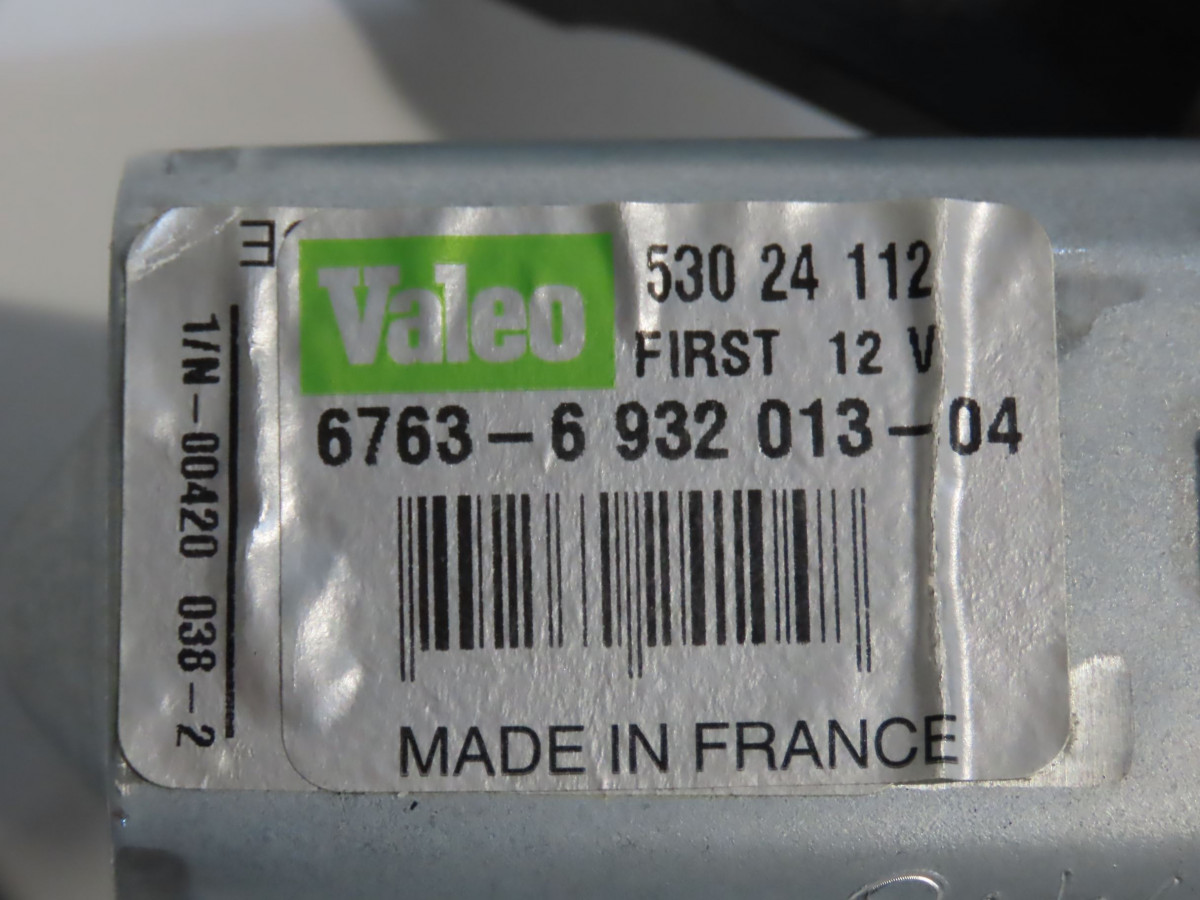 E
1/N-00420 038-2
Valeo
530 24 112
FIRST 12 V
6763-6 932 013-04
MADE IN FRANCE